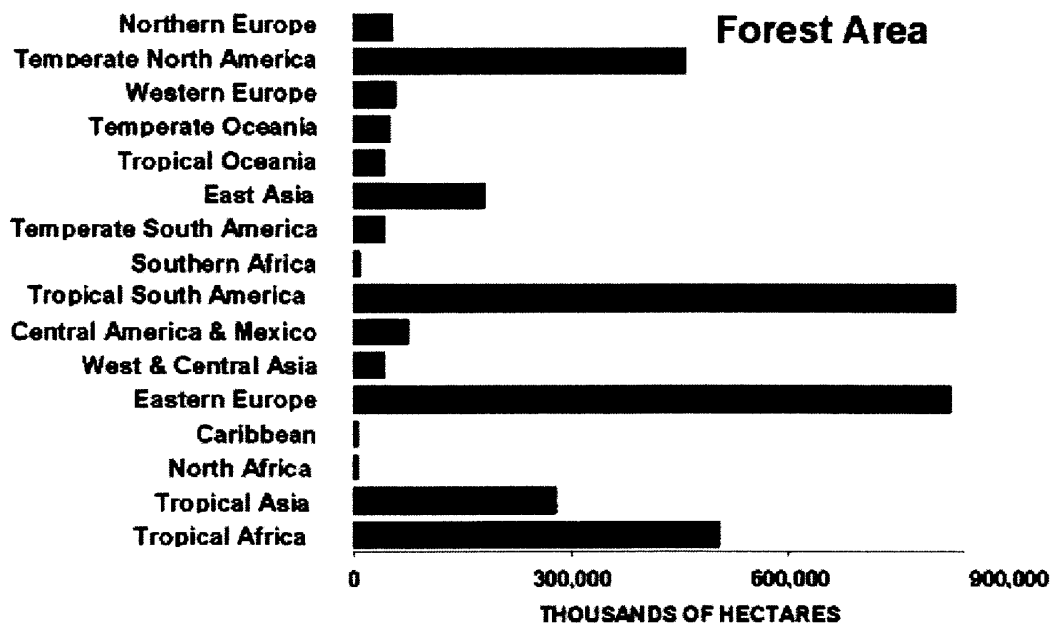 Forest Area
Northern Europe
Temperate North America
Western Europe
Temperate Oceania
Tropical Oceania
East Asia
Temperate South America
Southern Africa
Tropical South America
Central America & Mexico
West & Central Asia
Eastern Europe
Caribbean
North Africa
Tropical Asia
Tropical Africa
0 300,000 600,000 900,000
THOUSANDS OF HECTARES